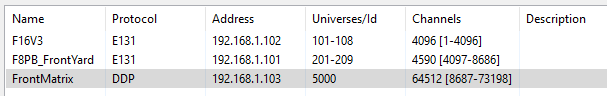 Name Protocol Address Universes/Id Channels Description
F16V3 E131 192.168.1.102 101-108 4096 [1-4096]
F8PB_FrontYard E131 192.168.1.101 201-209 4590 [4097-8686]
FrontMatrix DDP 192.168.1.103 5000 64512 [8687-73198]